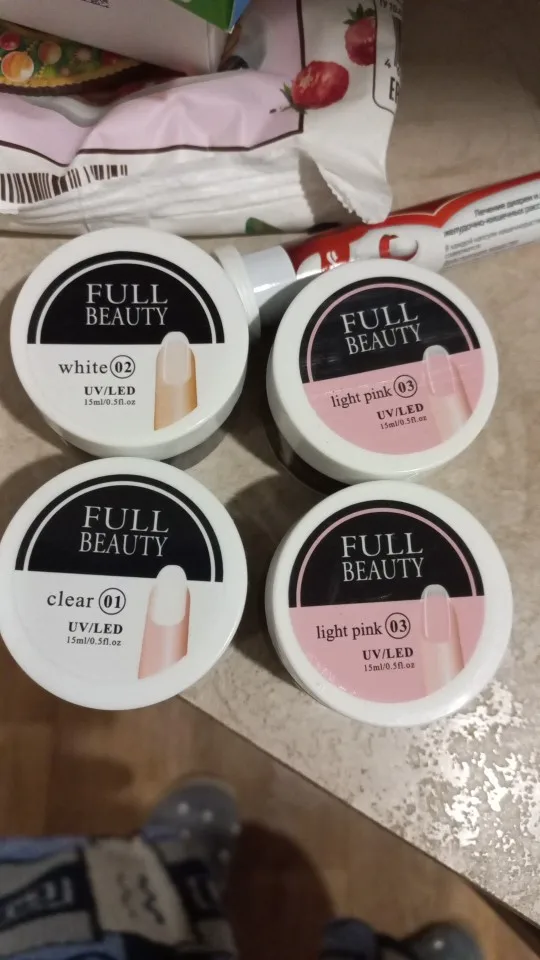 FULL
BEAUTY
white 02
UV/LED
15ml/0.5fl.oz
FULL
BEAUTY
light pink 03
UV/LED
15ml/0.5fl.oz
FULL
BEAUTY
clear 01
UV/LED
15ml/0.5fl.oz
FULL
BEAUTY
light pink 03
UV/LED
15ml/0.5fl.oz